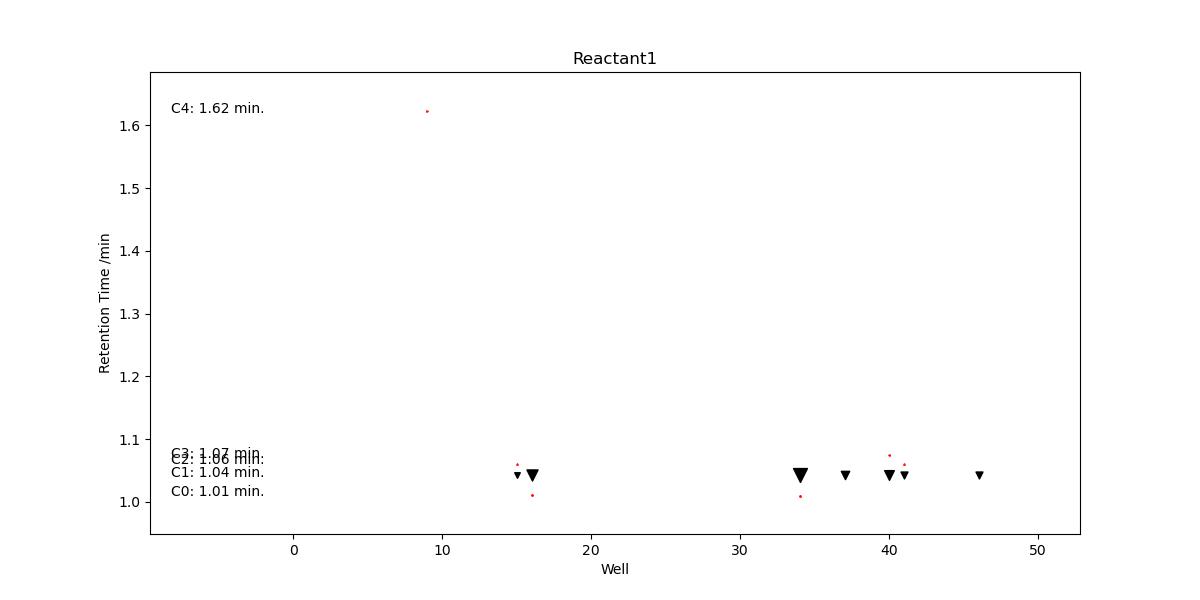 Reactant1
C4: 1.62 min.
1.6
1.5
1.4
1.3
1.2
1.1
1.0
Retention Time /min
C3: 1.07 min.
C2: 1.06 min.
C1: 1.04 min.
C0: 1.01 min.
0
10
20
30
40
50
Well